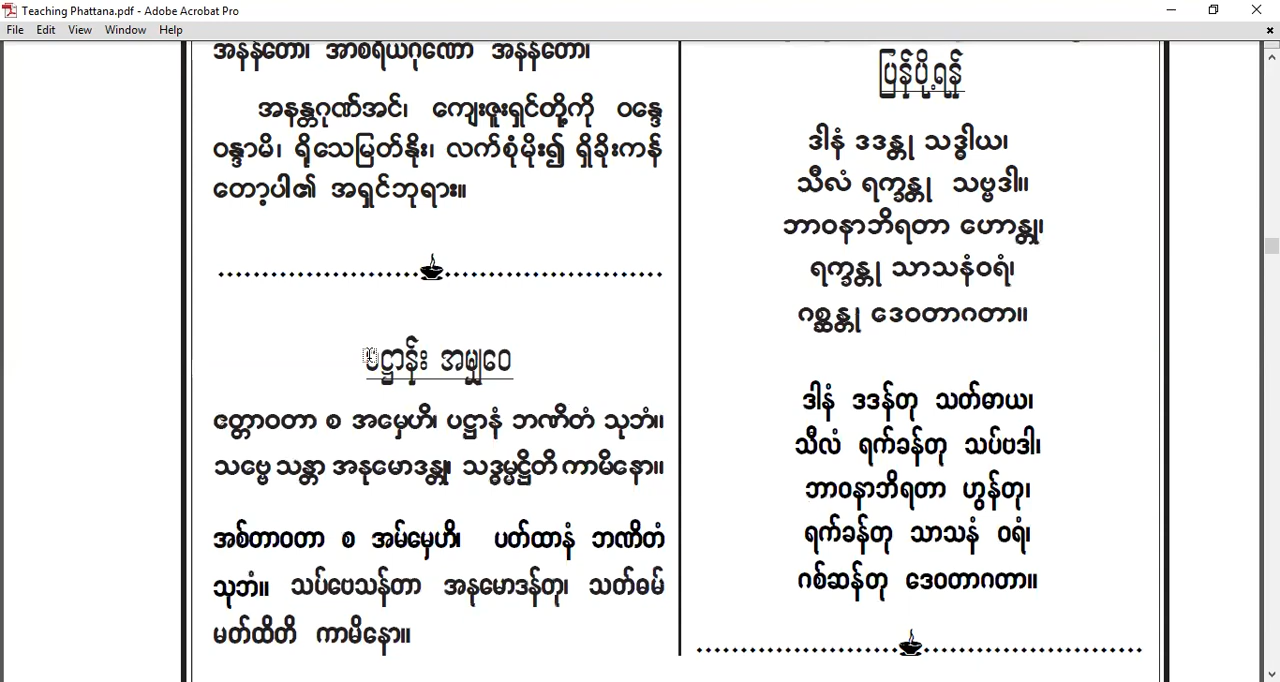 Teaching Phattana.pdf - Adobe Acrobat Pro
File Edit View Window Help
အနန္တော၊ အာစရိယဂုဏော အနန္တော၊
အနန္တဂုဏ်အင်၊ ကျေးဇူးရှင်တို့ကို ဝန္ဒေ
ဝန္ဒာမိ၊ ရိုသေမြတ်နိုး၊ လက်စုံမိုး၍ ရှိခိုးကန်
တော့ပါ၏ အရှင်ဘုရား။
ပဋ္ဌာန်း အမျှဝေ
ဧတ္တာဝတာ စ အမှေဟိ၊ ပဋ္ဌာနံ ဘဏိတံ သုဘံ။
သဗ္ဗေ သန္တာ အနုမောဒန္တု၊ သဒ္ဓမ္မဋ္ဌိတိ ကာမိနော။
အစ်တာဝတာ စ အမ်မှေဟိ၊ ပတ်ထာနံ ဘဏိတံ
သုဘံ။ သပ်ဗေသန်တာ အနုမောဒန်တု၊ သတ်ဓမ်
မတ်ထိတိ ကာမိနော။
ပြန်ပို့ရန်
ဒါနံ ဒဒန္တု သဒ္ဓါယ၊
သီလံ ရက္ခန္တု သဗ္ဗဒါ။
ဘာဝနာဘိရတာ ဟောန္တု၊
ရက္ခန္တု သာသနံဝရံ၊
ဂစ္ဆန္တု ဒေဝတာဂတာ။
ဒါနံ ဒဒန်တု သတ်ဓာယ၊
သီလံ ရက်ခန်တု သပ်ဗဒါ၊
ဘာဝနာဘိရတာ ဟွန်တု၊
ရက်ခန်တု သာသနံ ဝရံ၊
ဂစ်ဆန်တု ဒေဝတာဂတာ။